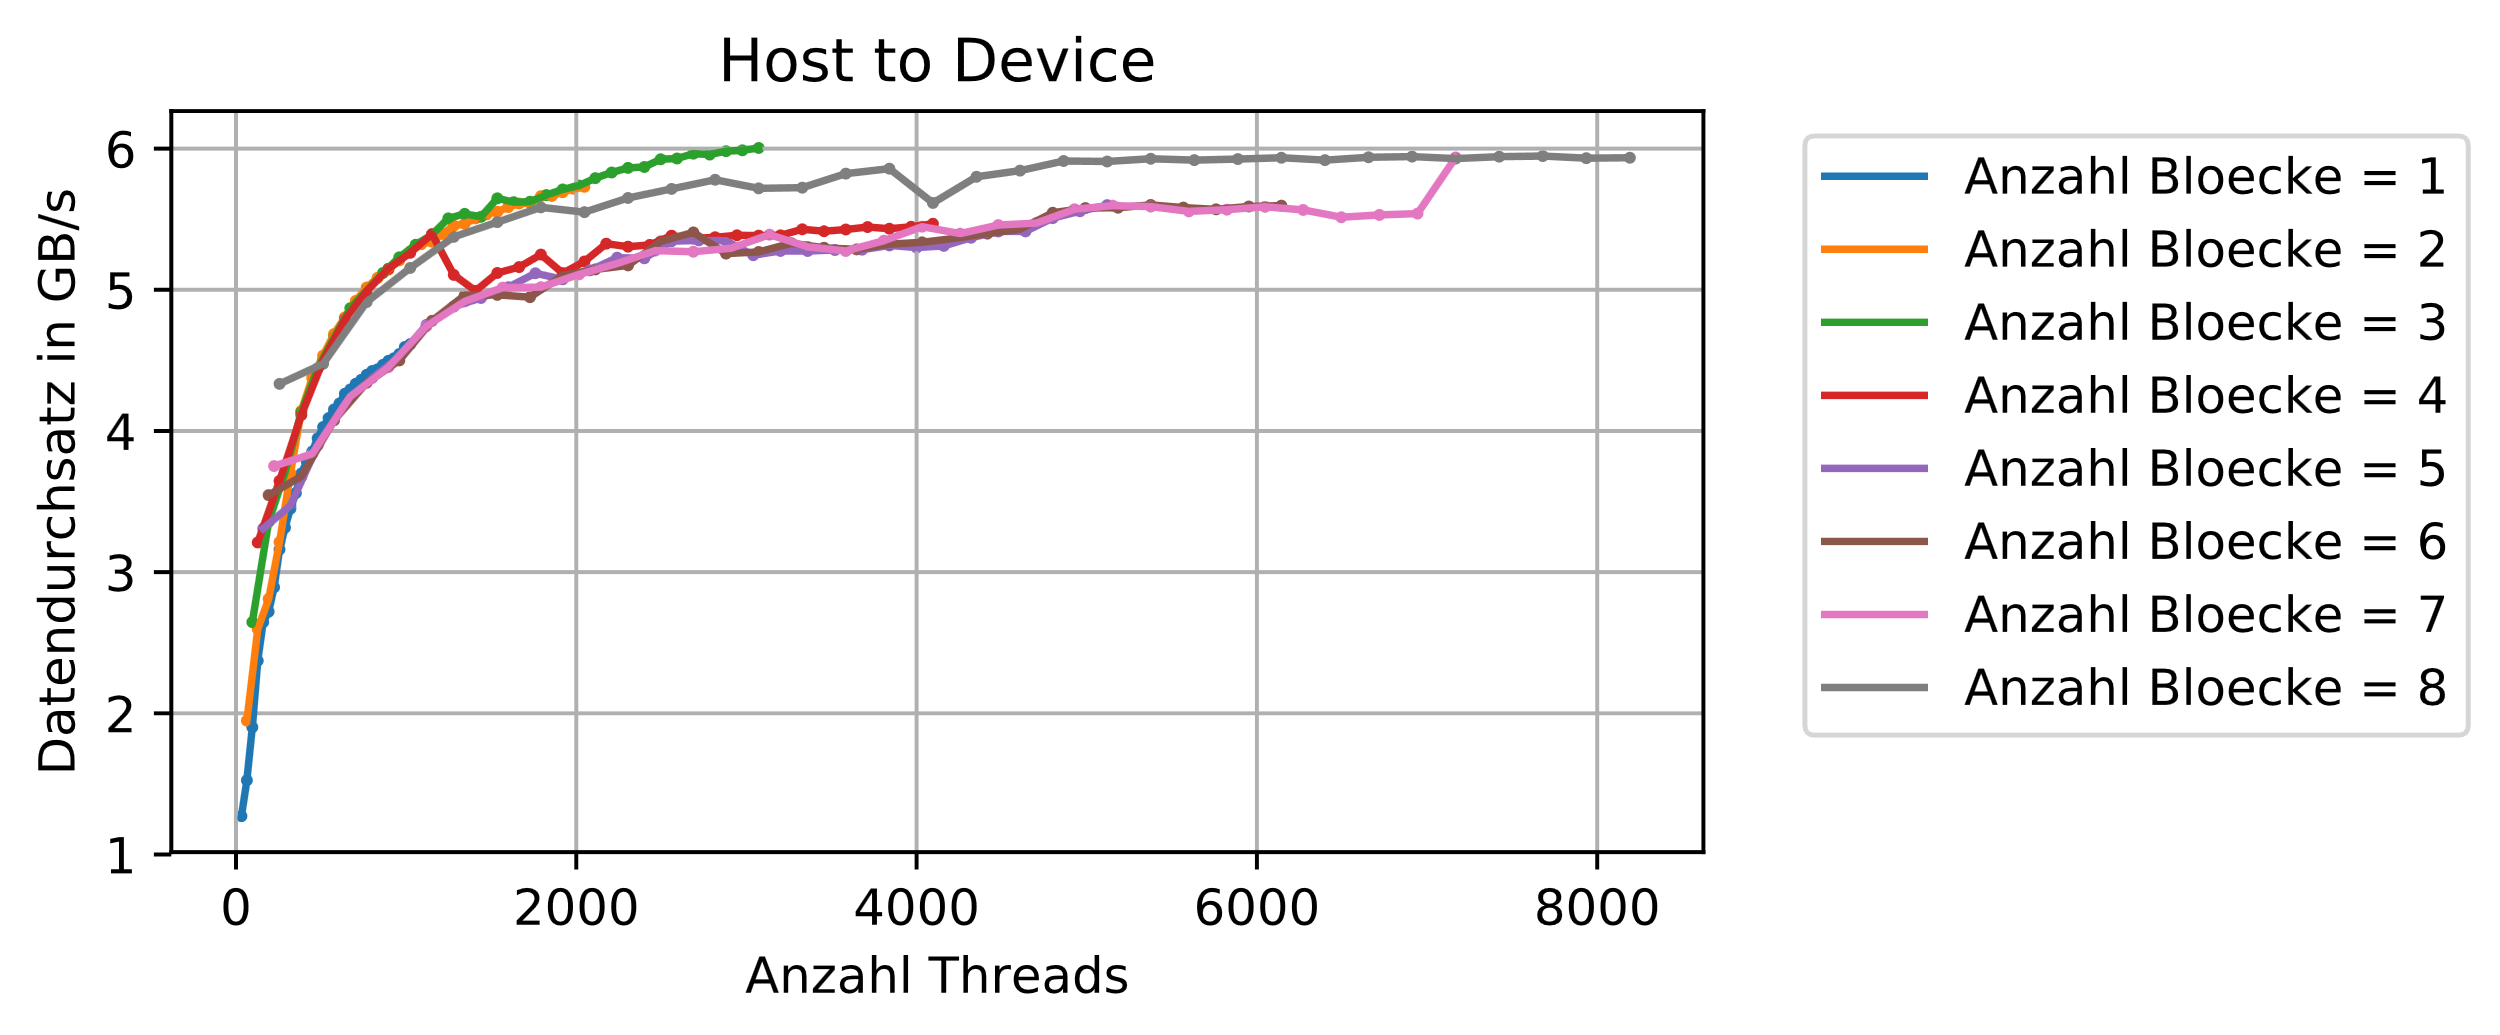 Host to Device
Datendurchsatz in GB/s
6
5
4
3
2
1
0 2000 4000 6000 8000
Anzahl Threads
Anzahl Bloecke = 1
Anzahl Bloecke = 2
Anzahl Bloecke = 3
Anzahl Bloecke = 4
Anzahl Bloecke = 5
Anzahl Bloecke = 6
Anzahl Bloecke = 7
Anzahl Bloecke = 8